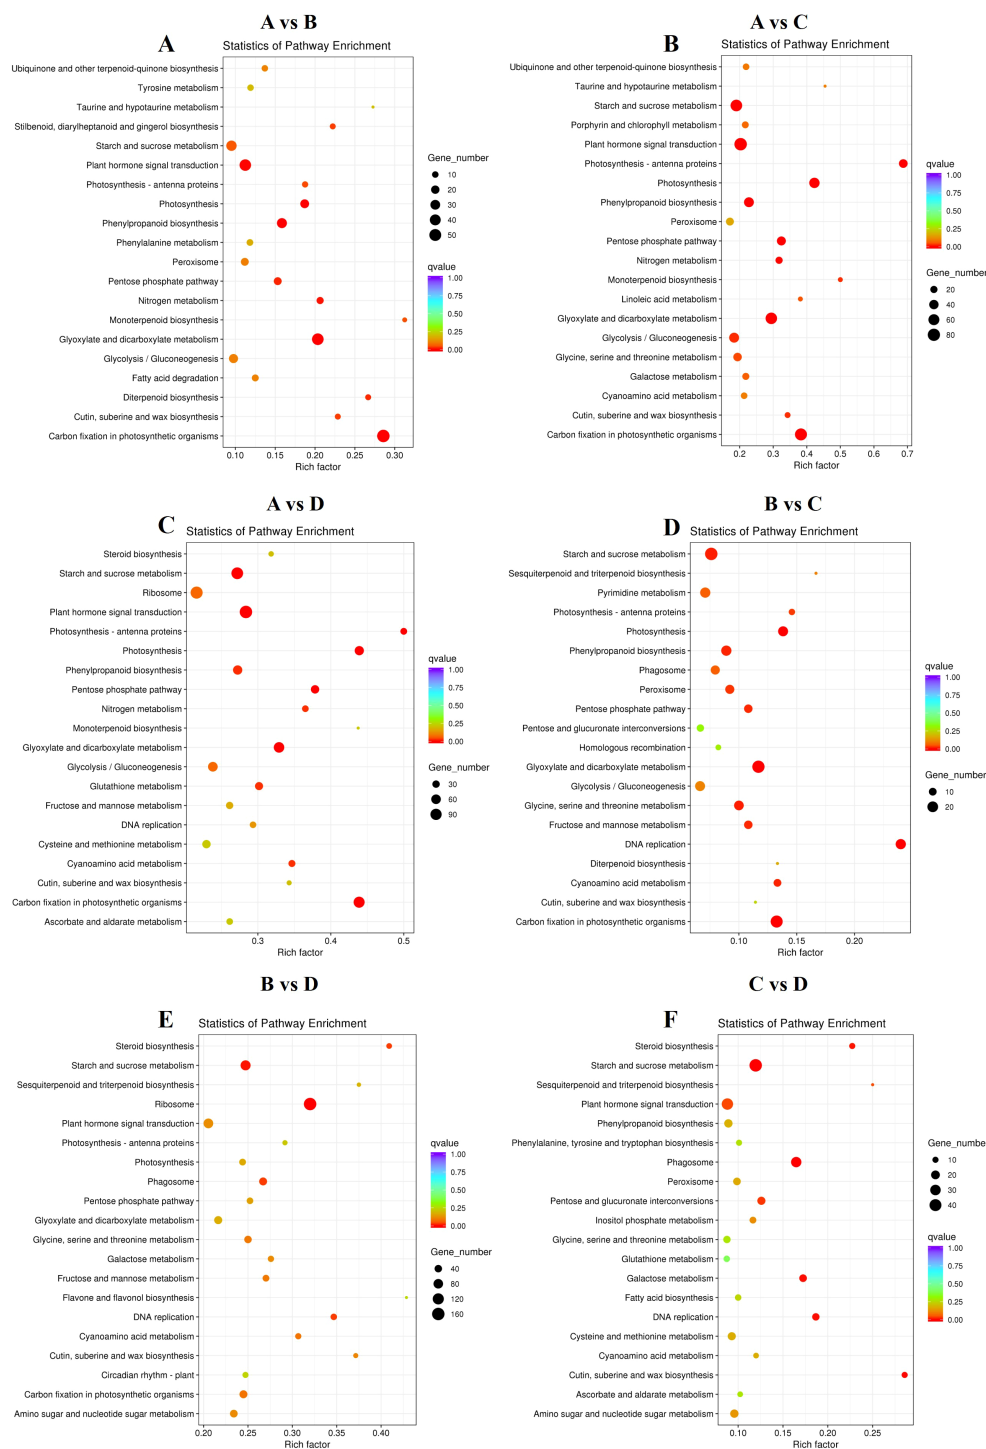 A vs B
A
Statistics of Pathway Enrichment
Ubiquinone and other terpenoid-quinone biosynthesis
Tyrosine metabolism
Taurine and hypotaurine metabolism
Stilbenoid, diarylheptanoid and gingerol biosynthesis
Starch and sucrose metabolism
Plant hormone signal transduction
Photosynthesis - antenna proteins
Photosynthesis
Phenylpropanoid biosynthesis
Phenylalanine metabolism
Peroxisome
Pentose phosphate pathway
Nitrogen metabolism
Monoterpenoid biosynthesis
Glyoxylate and dicarboxylate metabolism
Glycolysis / Gluconeogenesis
Fatty acid degradation
Diterpenoid biosynthesis
Cutin, suberine and wax biosynthesis
Carbon fixation in photosynthetic organisms
0.10 0.15 0.20 0.25 0.30
Rich factor
Gene_number
10
20
30
40
50
qvalue
1.00
0.75
0.50
0.25
0.00
A vs C
B
Statistics of Pathway Enrichment
Ubiquinone and other terpenoid-quinone biosynthesis
Taurine and hypotaurine metabolism
Starch and sucrose metabolism
Porphyrin and chlorophyll metabolism
Plant hormone signal transduction
Photosynthesis - antenna proteins
Photosynthesis
Phenylpropanoid biosynthesis
Peroxisome
Pentose phosphate pathway
Nitrogen metabolism
Monoterpenoid biosynthesis
Linoleic acid metabolism
Glyoxylate and dicarboxylate metabolism
Glycolysis / Gluconeogenesis
Glycine, serine and threonine metabolism
Galactose metabolism
Cyanoamino acid metabolism
Cutin, suberine and wax biosynthesis
Carbon fixation in photosynthetic organisms
0.2 0.3 0.4 0.5 0.6 0.7
Rich factor
qvalue
1.00
0.75
0.50
0.25
0.00
Gene_number
20
40
60
80
A vs D
C
Statistics of Pathway Enrichment
Steroid biosynthesis
Starch and sucrose metabolism
Ribosome
Plant hormone signal transduction
Photosynthesis - antenna proteins
Photosynthesis
Phenylpropanoid biosynthesis
Pentose phosphate pathway
Nitrogen metabolism
Monoterpenoid biosynthesis
Glyoxylate and dicarboxylate metabolism
Glycolysis / Gluconeogenesis
Glutathione metabolism
Fructose and mannose metabolism
DNA replication
Cysteine and methionine metabolism
Cyanoamino acid metabolism
Cutin, suberine and wax biosynthesis
Carbon fixation in photosynthetic organisms
Ascorbate and aldarate metabolism
0.3 0.4 0.5
Rich factor
qvalue
1.00
0.75
0.50
0.25
0.00
Gene_number
30
60
90
B vs C
D
Statistics of Pathway Enrichment
Starch and sucrose metabolism
Sesquiterpenoid and triterpenoid biosynthesis
Pyrimidine metabolism
Photosynthesis - antenna proteins
Photosynthesis
Phenylpropanoid biosynthesis
Phagosome
Peroxisome
Pentose phosphate pathway
Pentose and glucuronate interconversions
Homologous recombination
Glyoxylate and dicarboxylate metabolism
Glycolysis / Gluconeogenesis
Glycine, serine and threonine metabolism
Fructose and mannose metabolism
DNA replication
Diterpenoid biosynthesis
Cyanoamino acid metabolism
Cutin, suberine and wax biosynthesis
Carbon fixation in photosynthetic organisms
0.10 0.15 0.20
Rich factor
qvalue
1.00
0.75
0.50
0.25
0.00
Gene_number
10
20
B vs D
E
Statistics of Pathway Enrichment
Steroid biosynthesis
Starch and sucrose metabolism
Sesquiterpenoid and triterpenoid biosynthesis
Ribosome
Plant hormone signal transduction
Photosynthesis - antenna proteins
Photosynthesis
Phagosome
Pentose phosphate pathway
Glyoxylate and dicarboxylate metabolism
Glycine, serine and threonine metabolism
Galactose metabolism
Fructose and mannose metabolism
Flavone and flavonol biosynthesis
DNA replication
Cyanoamino acid metabolism
Cutin, suberine and wax biosynthesis
Circadian rhythm - plant
Carbon fixation in photosynthetic organisms
Amino sugar and nucleotide sugar metabolism
0.20 0.25 0.30 0.35 0.40
Rich factor
qvalue
1.00
0.75
0.50
0.25
0.00
Gene_number
40
80
120
160
C vs D
F
Statistics of Pathway Enrichment
Steroid biosynthesis
Starch and sucrose metabolism
Sesquiterpenoid and triterpenoid biosynthesis
Plant hormone signal transduction
Phenylpropanoid biosynthesis
Phenylalanine, tyrosine and tryptophan biosynthesis
Phagosome
Peroxisome
Pentose and glucuronate interconversions
Inositol phosphate metabolism
Glycine, serine and threonine metabolism
Glutathione metabolism
Galactose metabolism
Fatty acid biosynthesis
DNA replication
Cysteine and methionine metabolism
Cyanoamino acid metabolism
Cutin, suberine and wax biosynthesis
Ascorbate and aldarate metabolism
Amino sugar and nucleotide sugar metabolism
0.10 0.15 0.20 0.25
Rich factor
Gene_numbe
10
20
30
40
qvalue
1.00
0.75
0.50
0.25
0.00